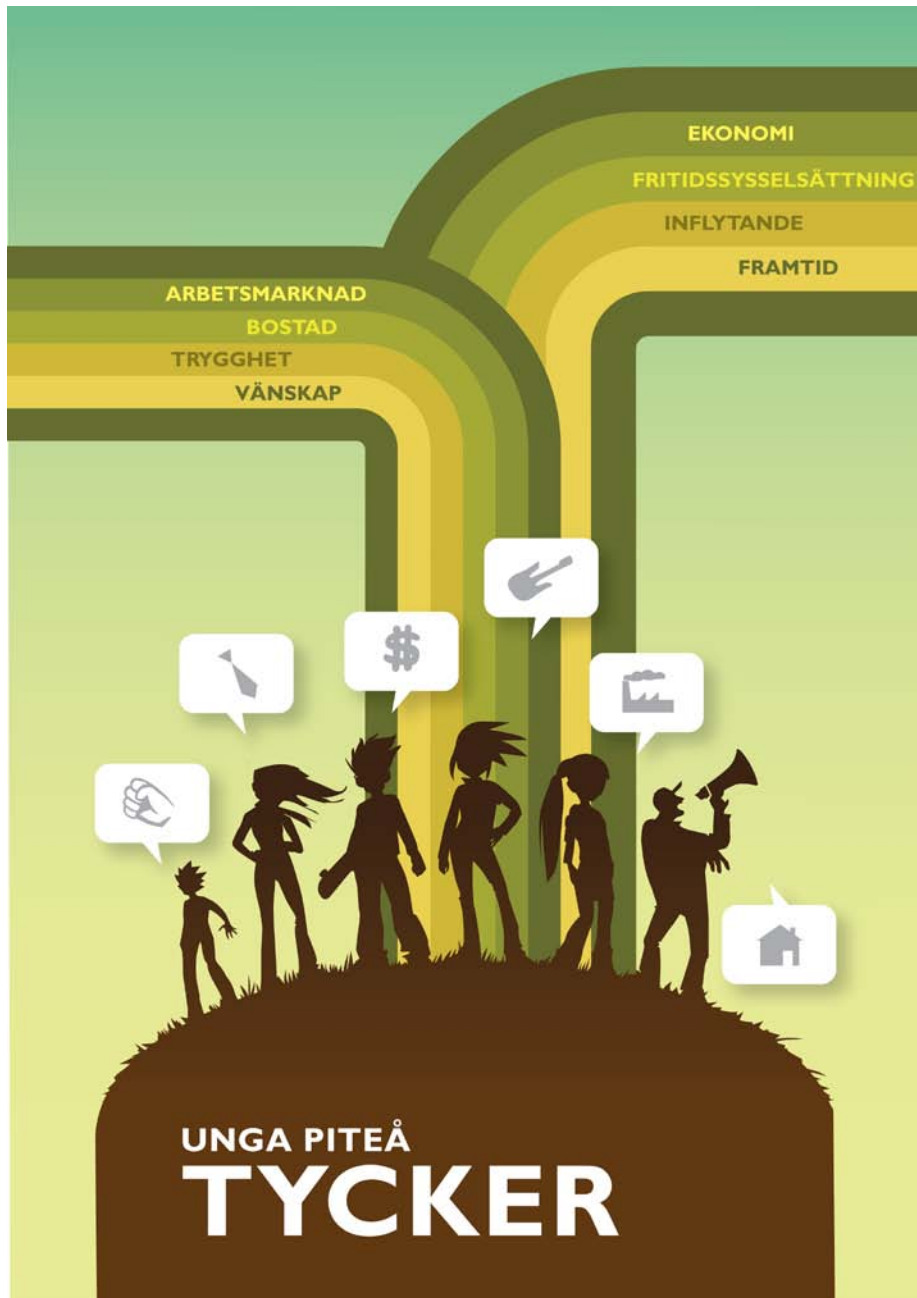 EKONOMI
FRITIDSSYSSELSÄTTNING
INFLYTANDE
FRAMTID
ARBETSMARKNAD
BOSTAD
TRYGGHET
VÄNSKAP
$
UNGA PITEÅ
TYCKER